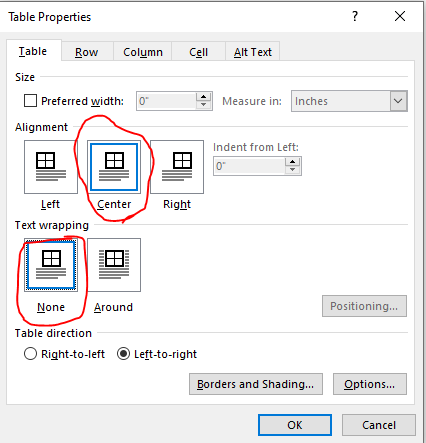 Table Properties
? ×
Table Row Column Cell Alt Text
Size
Preferred width: 0" Measure in: Inches
Alignment
Indent from Left:
0"
Left Center Right
Text wrapping
None Around
Positioning...
Table direction
Right-to-left Left-to-right
Borders and Shading... Options...
OK Cancel